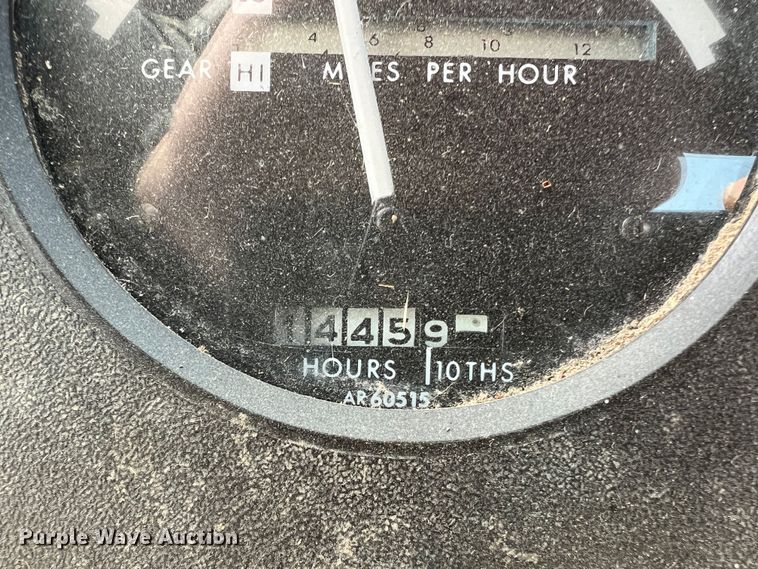 4 6 8 10 12
GEAR HI MILES PER HOUR
14459
HOURS 10THS
AR60515
Purple Wave Auction